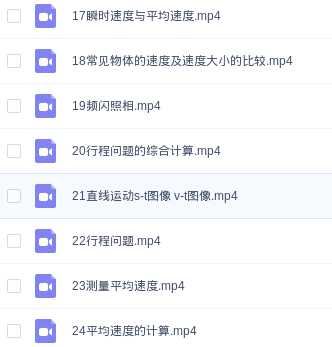 17瞬时速度与平均速度.mp4
18常见物体的速度及速度大小的比较.mp4
19频闪照相.mp4
20行程问题的综合计算.mp4
21直线运动s-t图像 v-t图像.mp4
22行程问题.mp4
23测量平均速度.mp4
24平均速度的计算.mp4